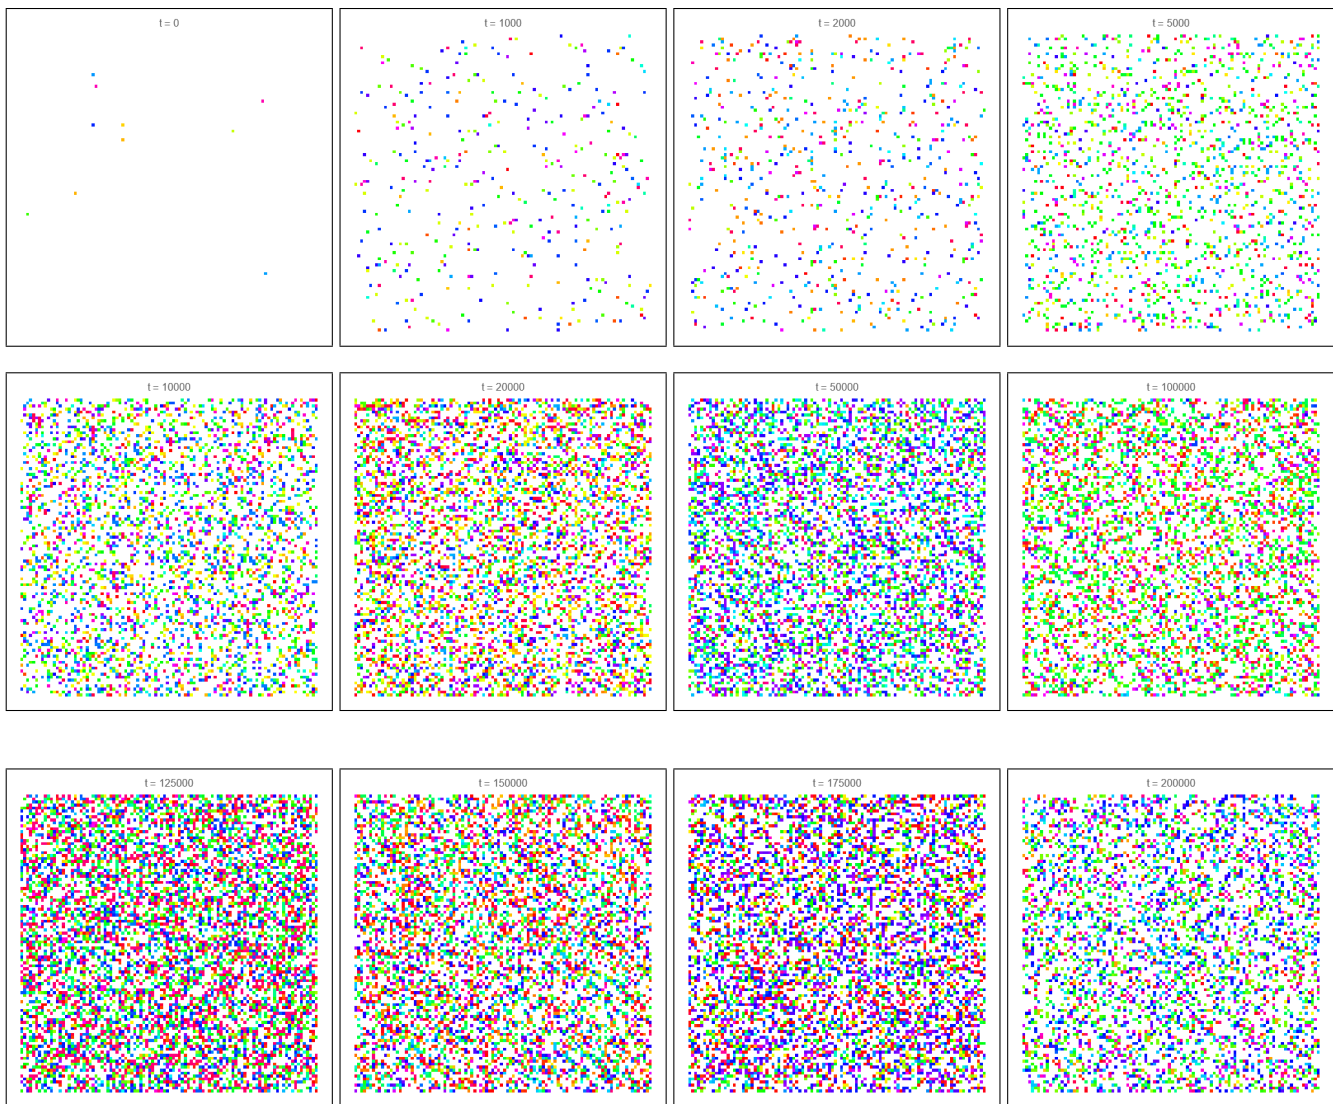 t = 0
t = 1000
t = 2000
t = 5000
t = 10000
t = 20000
t = 50000
t = 100000
t = 125000
t = 150000
t = 175000
t = 200000